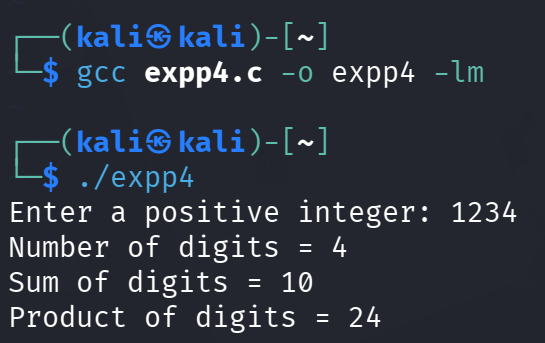 ┌──(kali㉿kali)-[~]
└─$ gcc expp4.c -o expp4 -lm
┌──(kali㉿kali)-[~]
└─$ ./expp4
Enter a positive integer: 1234
Number of digits = 4
Sum of digits = 10
Product of digits = 24